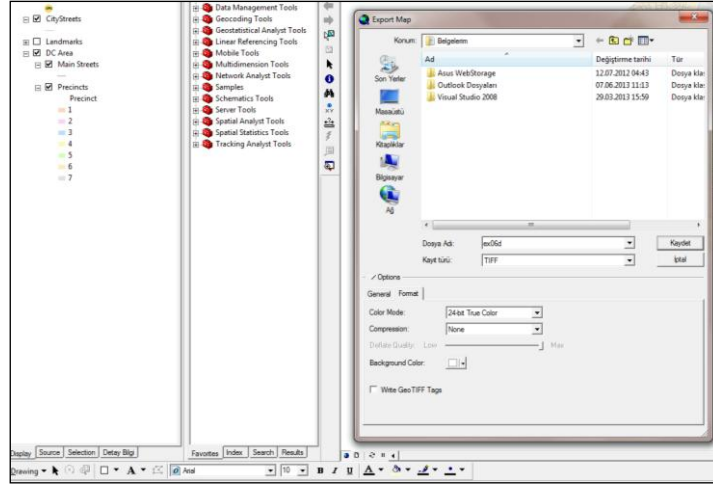 CityStreets
Landmarks
DC Area
Main Streets
Precincts
Precinct
1
2
3
4
5
6
7
Display Source Selection Detay Bilgi
Data Management Tools
Geocoding Tools
Geostatistical Analyst Tools
Linear Referencing Tools
Mobile Tools
Multidimension Tools
Network Analyst Tools
Samples
Schematics Tools
Server Tools
Spatial Analyst Tools
Spatial Statistics Tools
Tracking Analyst Tools
Favorites Index Search Results
Export Map
Konum: Belgelerim
Son Yerler
Masaüstü
Kitaplıklar
Bilgisayar
Ağ
Ad Değiştirme tarihi Tür
Asus WebStorage 12.07.2012 04:43 Dosya klas
Outlook Dosyaları 07.06.2013 11:13 Dosya klas
Visual Studio 2008 29.03.2013 15:59 Dosya klas
Dosya Adı: ex06d Kaydet
Kayıt türü: TIFF İptal
Options
General Format
Color Mode: 24-bit True Color
Compression: None
Deflate Quality: Low Max
Background Color:
Write GeoTIFF Tags
Drawing A Arial 10 B I U A